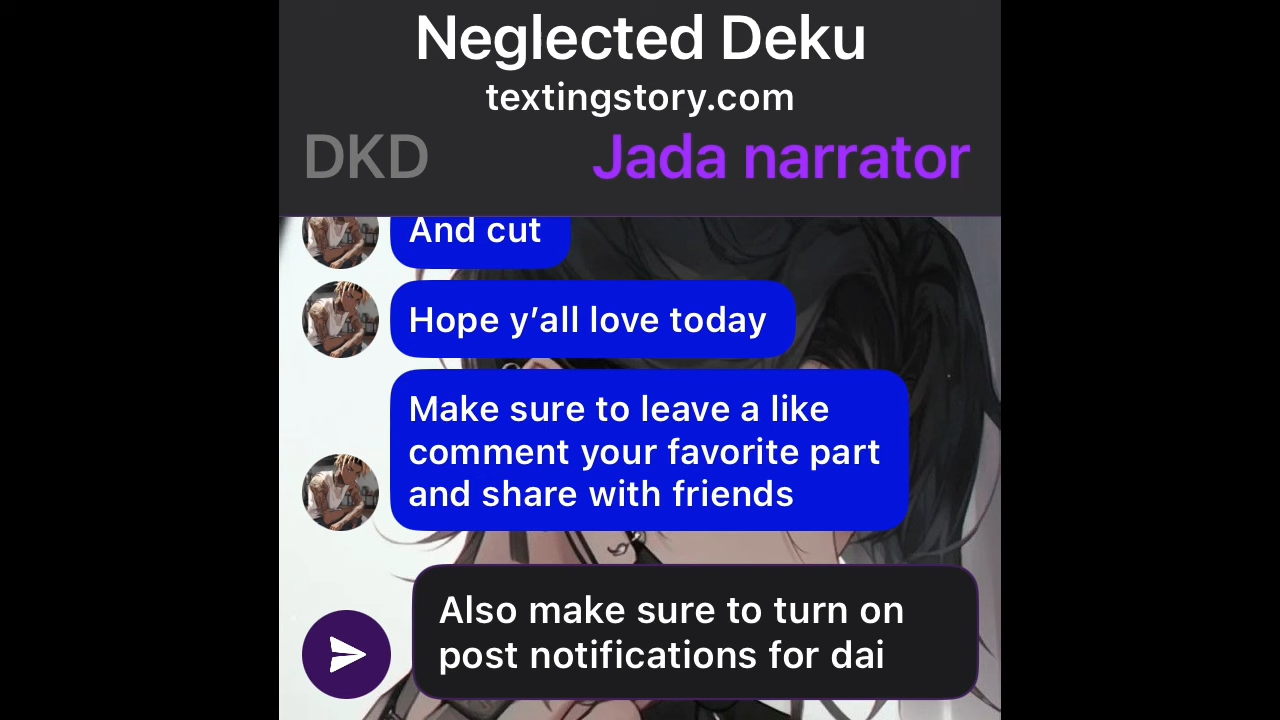 Neglected Deku
textingstory.com
DKD
Jada narrator
And cut
Hope y’all love today
Make sure to leave a like
comment your favorite part
and share with friends
Also make sure to turn on
post notifications for dai